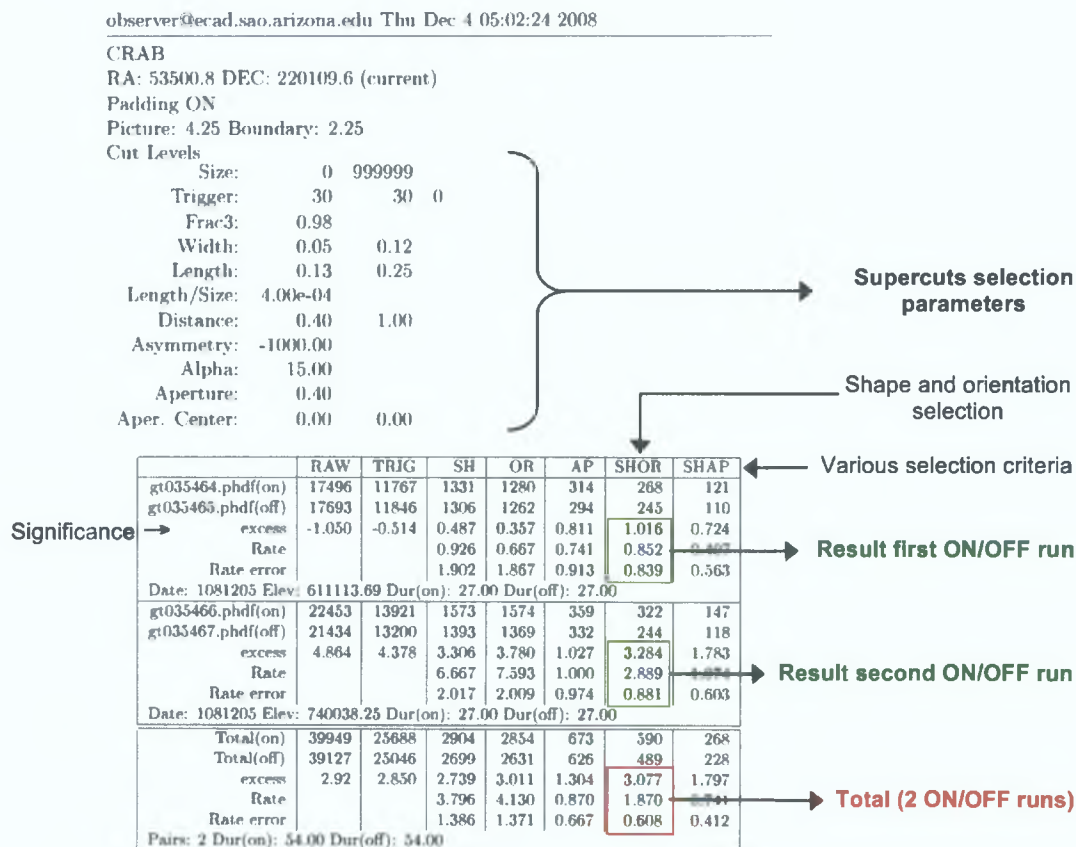 observer@ecad.sao.arizona.edu Thu Dec 4 05:02:24 2008
CRAB
RA: 53500.8 DEC: 220109.6 (current)
Padding ON
Picture: 4.25 Boundary: 2.25
Cut Levels
Size: 0 999999
Trigger: 30 30 0
Frac3: 0.98
Width: 0.05 0.12
Length: 0.13 0.25
Length/Size: 4.00e-04
Distance: 0.40 1.00
Asymmetry: -1000.00
Alpha: 15.00
Aperture: 0.40
Aper. Center: 0.00 0.00
Supercuts selection
parameters
Shape and orientation
selection
RAW TRIG SH OR AP SHOR SHAP
Various selection criteria
gt035464.phdf(on) 17496 11767 1331 1280 314 268 121
gt035465.phdf(off) 17693 11846 1306 1262 294 245 110
Significance
excess -1.050 -0.514 0.487 0.357 0.811 1.016 0.724
Rate 0.926 0.667 0.741 0.852
Result first ON/OFF run
Rate error 1.902 1.867 0.913 0.839 0.563
Date: 1081205 Elev: 611113.69 Dur(on): 27.00 Dur(off): 27.00
gt035466.phdf(on) 22453 13921 1573 1574 359 322 147
gt035467.phdf(off) 21434 13200 1393 1369 332 244 118
excess 4.864 4.378 3.306 3.780 1.027 3.284 1.783
Rate 6.667 7.593 1.000 2.889
Result second ON/OFF run
Rate error 2.017 2.009 0.974 0.881 0.603
Date: 1081205 Elev: 740038.25 Dur(on): 27.00 Dur(off): 27.00
Total(on) 39949 25688 2904 2854 673 590 268
Total(off) 39127 25046 2699 2631 626 489 228
excess 2.92 2.850 2.739 3.011 1.304 3.077 1.797
Rate 3.796 4.130 0.870 1.870
Total (2 ON/OFF runs)
Rate error 1.386 1.371 0.667 0.608 0.412
Pairs: 2 Dur(on): 54.00 Dur(off): 54.00